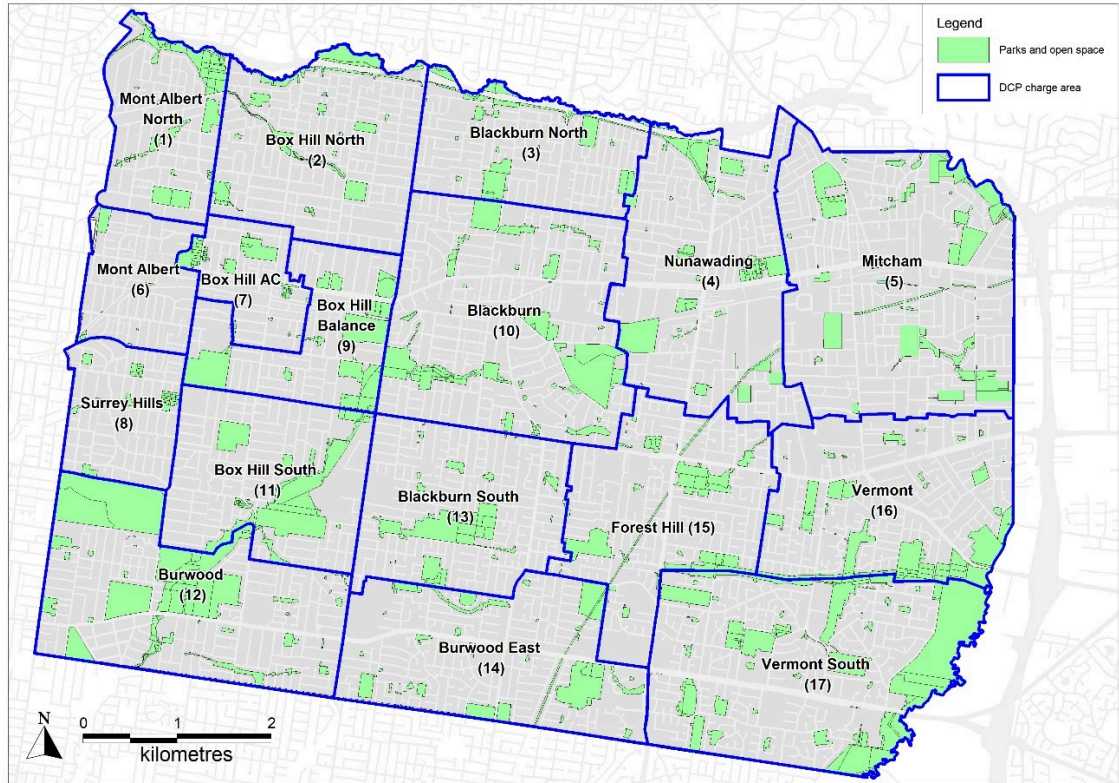 Legend
Parks and open space
DCP charge area
Mont Albert
North
(1)
Box Hill North
(2)
Blackburn North
(3)
Nunawading
(4)
Mitcham
(5)
Mont Albert
(6)
Box Hill AC
(7)
Box Hill
Balance
(9)
Blackburn
(10)
Surrey Hills
(8)
Box Hill South
(11)
Blackburn South
(13)
Forest Hill (15)
Vermont
(16)
Burwood
(12)
Burwood East
(14)
Vermont South
(17)
N
0 1 2
kilometres